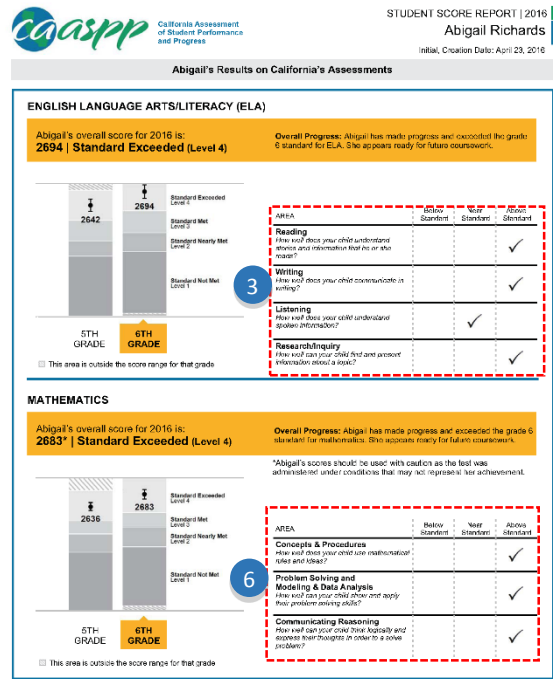 caaspp
California Assessment
of Student Performance
and Progress
STUDENT SCORE REPORT | 2016
Abigail Richards
Initial, Creation Date: April 23, 2016
Abigail's Results on California's Assessments
ENGLISH LANGUAGE ARTS/LITERACY (ELA)
Abigail's overall score for 2016 is:
2694 | Standard Exceeded (Level 4)
Overall Progress: Abigail has made progress and exceeded the grade
6 standard for ELA. She appears ready for future coursework.
2642
2694
Standard Exceeded
Level 4
Standard Met
Level 3
Standard Nearly Met
Level 2
Standard Not Met
Level 1
5TH
GRADE
6TH
GRADE
This area is outside the score range for that grade
3
AREA
Below
Standard
Near
Standard
Above
Standard
Reading
How well does your child understand
stories and information that he or she
reads?
Writing
How well does your child communicate in
writing?
Listening
How well does your child understand
spoken information?
Research/Inquiry
How well can your child find and present
information about a topic?
MATHEMATICS
Abigail's overall score for 2016 is:
2683* | Standard Exceeded (Level 4)
Overall Progress: Abigail has made progress and exceeded the grade 6
standard for mathematics. She appears ready for future coursework.
*Abigail's scores should be used with caution as the test was
administered under conditions that may not represent her achievement.
2636
2683
Standard Exceeded
Level 4
Standard Met
Level 3
Standard Nearly Met
Level 2
Standard Not Met
Level 1
5TH
GRADE
6TH
GRADE
This area is outside the score range for that grade
6
AREA
Below
Standard
Near
Standard
Above
Standard
Concepts & Procedures
How well does your child use mathematical
rules and ideas?
Problem Solving and
Modeling & Data Analysis
How well can your child show and apply
their problem solving skills?
Communicating Reasoning
How well can your child think logically and
express their thoughts in order to a solve
problem?